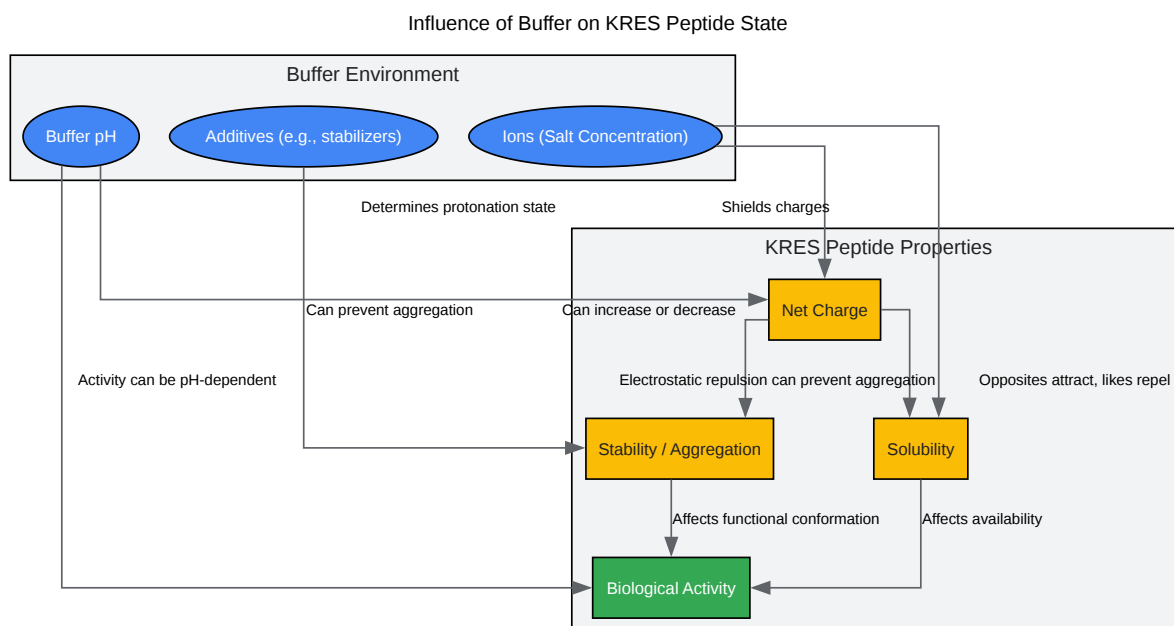 Influence of Buffer on KRES Peptide State
Buffer Environment
Buffer pH
Additives (e.g., stabilizers)
Ions (Salt Concentration)
Determines protonation state
Shields charges
KRES Peptide Properties
Net Charge
Can prevent aggregation
Can increase or decrease
Activity can be pH-dependent
Electrostatic repulsion can prevent aggregation
Opposites attract, likes repel
Stability / Aggregation
Solubility
Affects functional conformation
Affects availability
Biological Activity